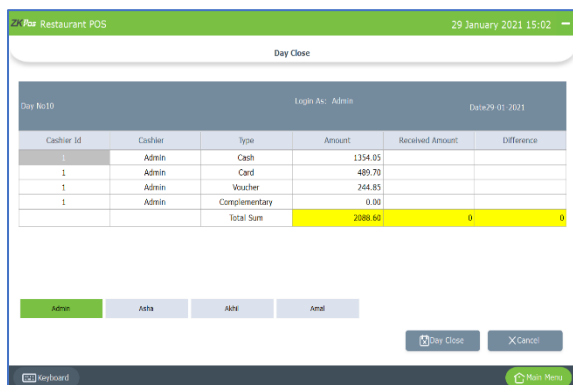 ZKPos Restaurant POS 29 January 2021 15:02
Day Close
Day No10 Login As: Admin Date29-01-2021
Cashier Id Cashier Type Amount Received Amount Difference
1 Admin Cash 1354.05
1 Admin Card 489.70
1 Admin Voucher 244.85
1 Admin Complementary 0.00
Total Sum 2088.60 0 0
Admin Asha Akhil Amal
Day Close Cancel
Keyboard Main Menu